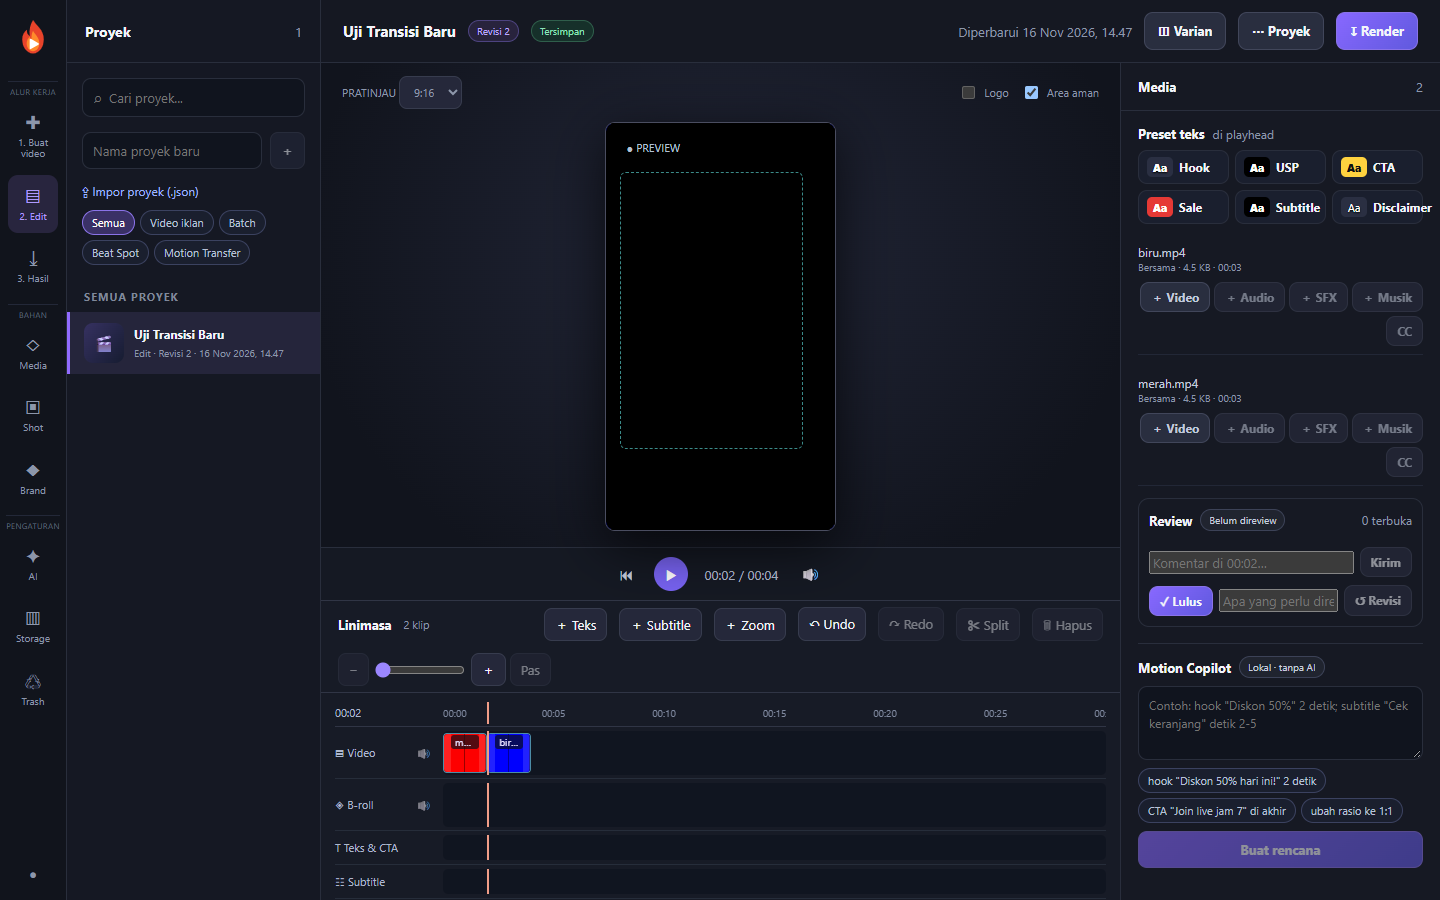 ALUR KERJA
1. Buat
video
2. Edit
3. Hasil
BAHAN
Media
Shot
Brand
PENGATURAN
AI
Storage
Trash
Proyek 1
Cari proyek...
Nama proyek baru +
Impor proyek (.json)
Semua Video iklan Batch
Beat Spot Motion Transfer
SEMUA PROYEK
Uji Transisi Baru
Edit · Revisi 2 · 16 Nov 2026, 14.47
Uji Transisi Baru Revisi 2 Tersimpan Diperbarui 16 Nov 2026, 14.47 Varian ··· Proyek Render
PRATINJAU 9:16 Logo Area aman
● PREVIEW
00:02 / 00:04
Linimasa 2 klip + Teks + Subtitle + Zoom Undo Redo Split Hapus
− + Pas
00:02 00:00 00:05 00:10 00:15 00:20 00:25 00:
Video m... bir...
B-roll
T Teks & CTA
Subtitle
Media 2
Preset teks di playhead
Aa Hook Aa USP Aa CTA
Aa Sale Aa Subtitle Aa Disclaimer
biru.mp4
Bersama · 4.5 KB · 00:03
+ Video + Audio + SFX + Musik
CC
merah.mp4
Bersama · 4.5 KB · 00:03
+ Video + Audio + SFX + Musik
CC
Review Belum direview 0 terbuka
Komentar di 00:02... Kirim
✓ Lulus Apa yang perlu dire Revisi
Motion Copilot Lokal · tanpa AI
Contoh: hook "Diskon 50%" 2 detik; subtitle "Cek
keranjang" detik 2-5
hook "Diskon 50% hari ini!" 2 detik
CTA "Join live jam 7" di akhir ubah rasio ke 1:1
Buat rencana